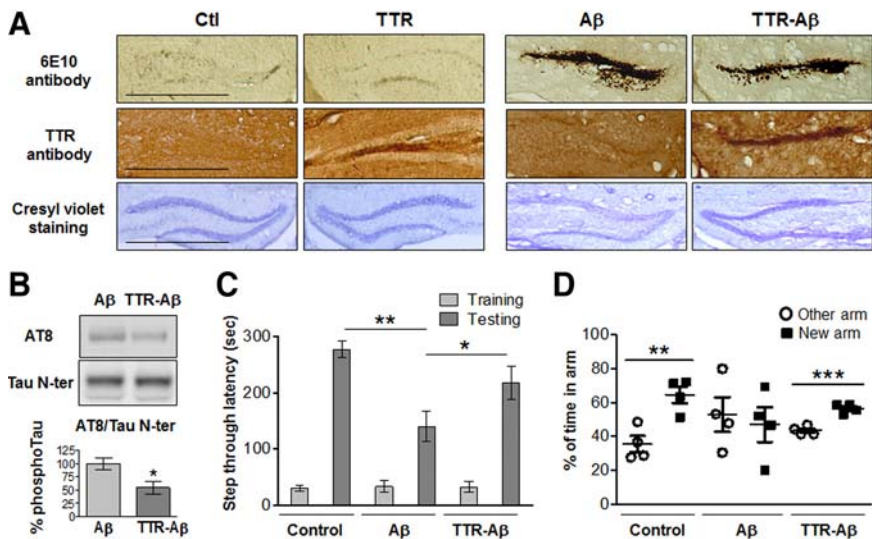 A
Ctl TTR Aβ TTR-Aβ
6E10
antibody
TTR
antibody
Cresyl violet
staining
B
Aβ TTR-Aβ
AT8
Tau N-ter
AT8/Tau N-ter
% phosphoTau
125
100
75
50
25
0
*
Aβ TTR-Aβ
C
Training
Testing
Step through latency (sec)
300
200
100
0
**
*
Control Aβ TTR-Aβ
D
Other arm
New arm
% of time in arm
100
80
60
40
20
0
**
***
Control Aβ TTR-Aβ